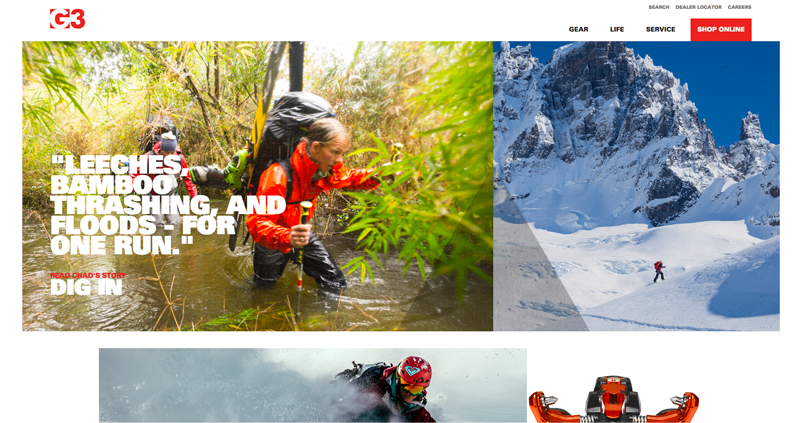 G3
SEARCH DEALER LOCATOR CAREERS
GEAR LIFE SERVICE SHOP ONLINE
"LEECHES,
BAMBOO
THRASHING, AND
FLOODS - FOR
ONE RUN."
READ CHAD'S STORY
DIG IN